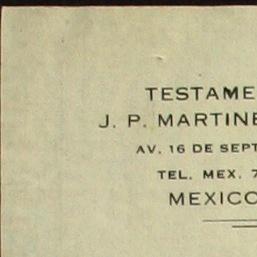 TESTAME
J. P. MARTINE
AV. 16 DE SEPT
TEL. MEX. 7
MEXICO